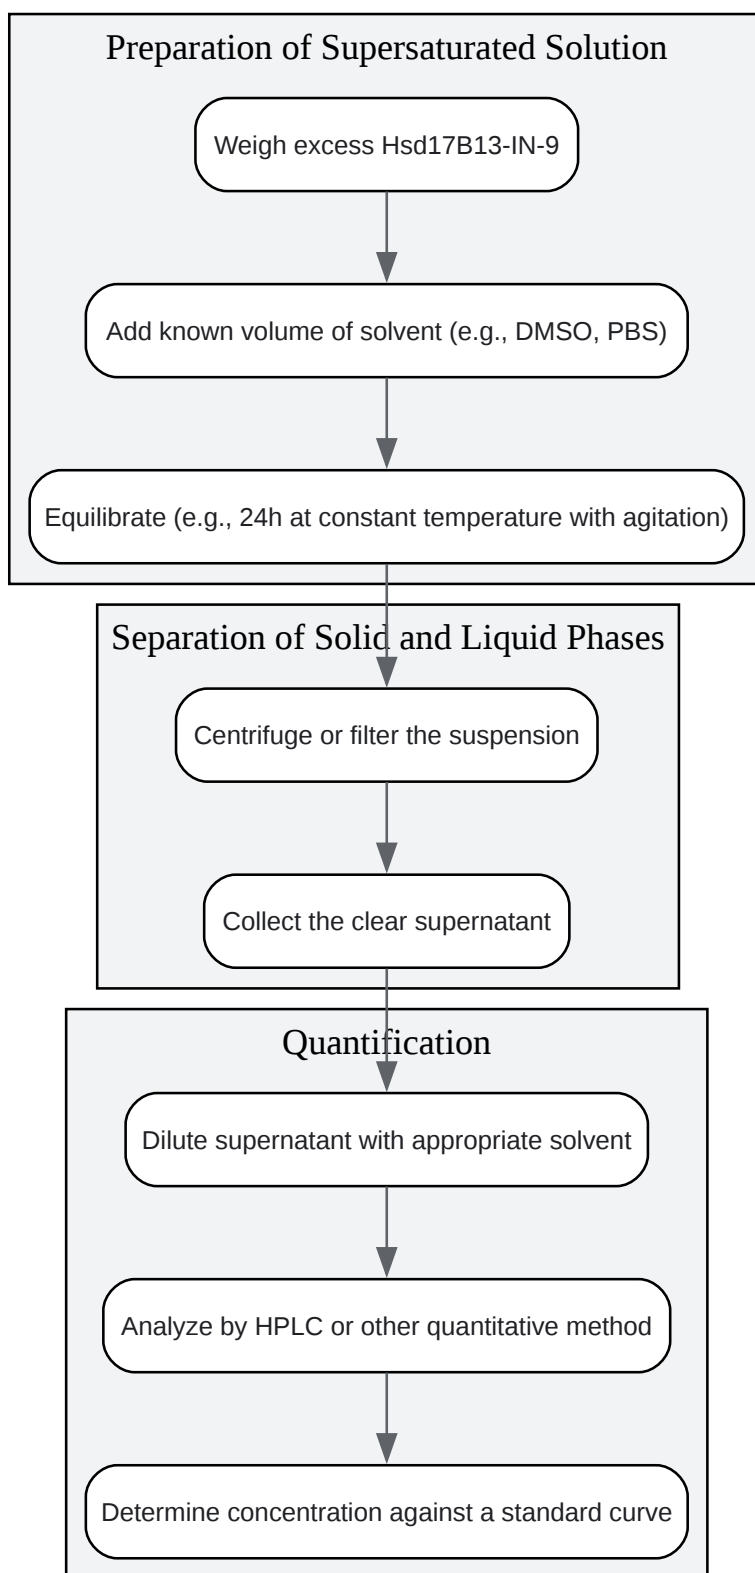 Preparation of Supersaturated Solution
Weigh excess Hsd17B13-IN-9
Add known volume of solvent (e.g., DMSO, PBS)
Equilibrate (e.g., 24h at constant temperature with agitation)
Separation of Solid and Liquid Phases
Centrifuge or filter the suspension
Collect the clear supernatant
Quantification
Dilute supernatant with appropriate solvent
Analyze by HPLC or other quantitative method
Determine concentration against a standard curve